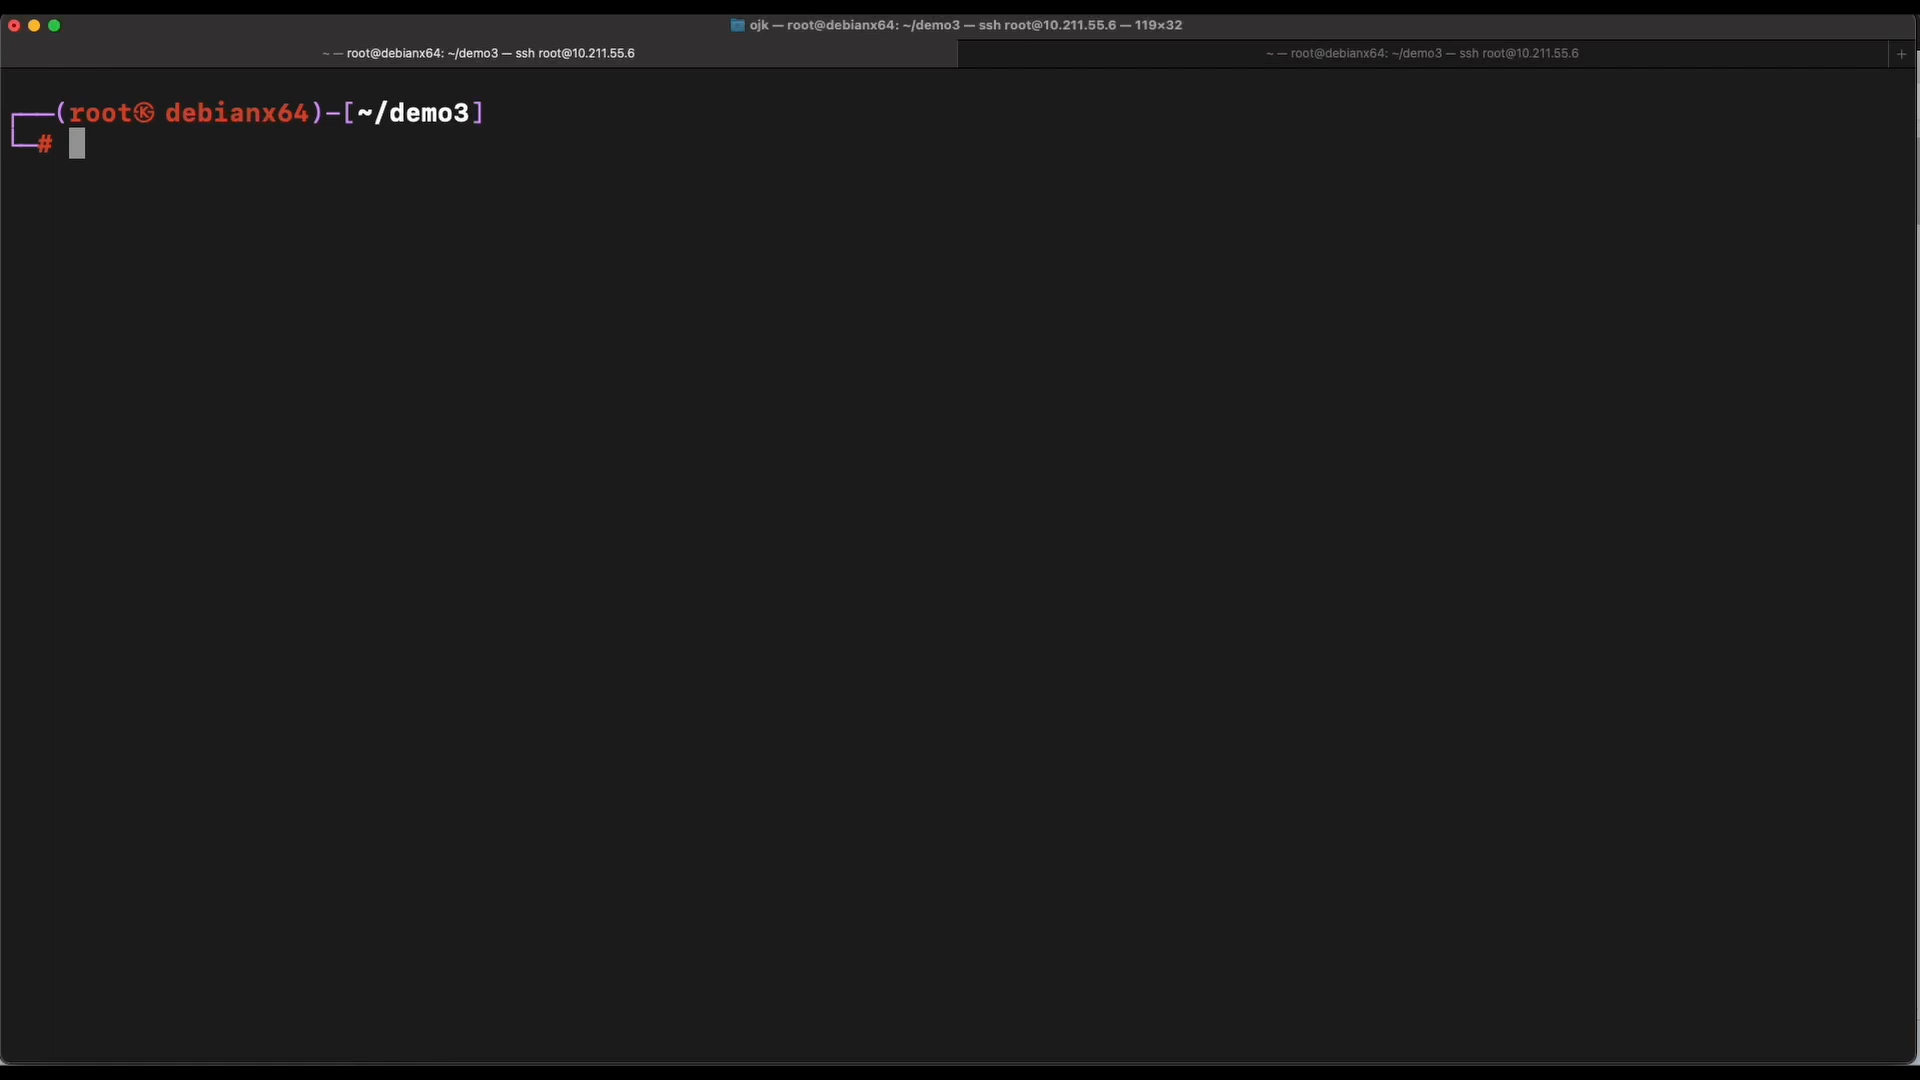 ojk — root@debianx64: ~/demo3 — ssh root@10.211.55.6 — 119×32
~ — root@debianx64: ~/demo3 — ssh root@10.211.55.6
~ — root@debianx64: ~/demo3 — ssh root@10.211.55.6 +
┌──(root㉿ debianx64)-[~/demo3]
└─#